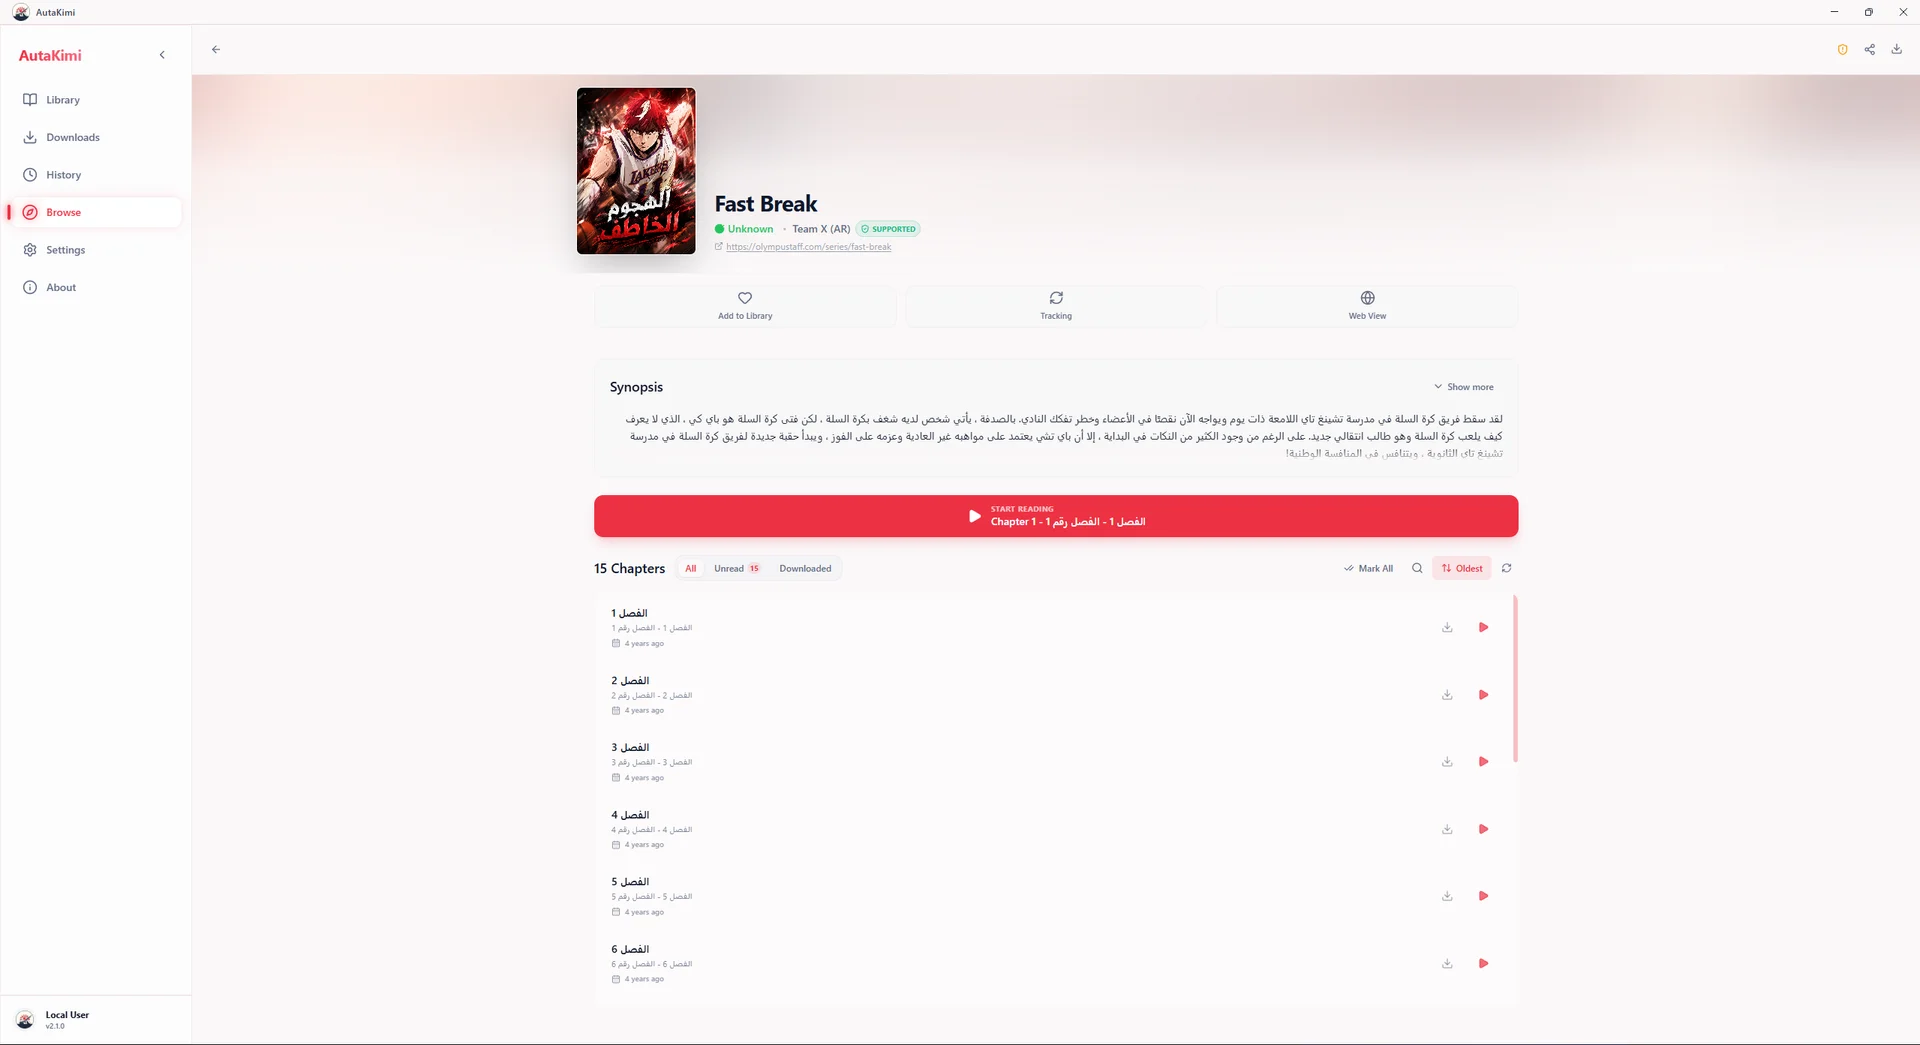 AutaKimi
AutaKimi
Library
Downloads
History
Browse
Settings
About
Local User
v2.1.0
LAKERS
الهجوم
الخاطف
Fast Break
Unknown • Team X (AR) SUPPORTED
https://olympustaff.com/series/fast-break
Add to Library
Tracking
Web View
Synopsis
Show more
لقد سقط فريق كرة السلة في مدرسة تشينغ تاي اللامعة ذات يوم ويواجه الآن نقصًا في الأعضاء وخطر تفكك النادي. بالصدفة ، يأتي شخص لديه شغف بكرة السلة ، لكن فتى كرة السلة هو باي كي ، الذي لا يعرف
كيف يلعب كرة السلة وهو طالب انتقالي جديد. على الرغم من وجود الكثير من النكات في البداية ، إلا أن باي تشي يعتمد على مواهبه غير العادية وعزمه على الفوز ، ويبدأ حقبة جديدة لفريق كرة السلة في مدرسة
تشينغ تاي الثانوية ، ويتنافس في المنافسة الوطنية!
START READING
Chapter 1 - الفصل 1 - الفصل رقم 1
15 Chapters
All
Unread 15
Downloaded
Mark All
Oldest
الفصل 1
الفصل 1 - الفصل رقم 1
4 years ago
الفصل 2
الفصل 2 - الفصل رقم 2
4 years ago
الفصل 3
الفصل 3 - الفصل رقم 3
4 years ago
الفصل 4
الفصل 4 - الفصل رقم 4
4 years ago
الفصل 5
الفصل 5 - الفصل رقم 5
4 years ago
الفصل 6
الفصل 6 - الفصل رقم 6
4 years ago